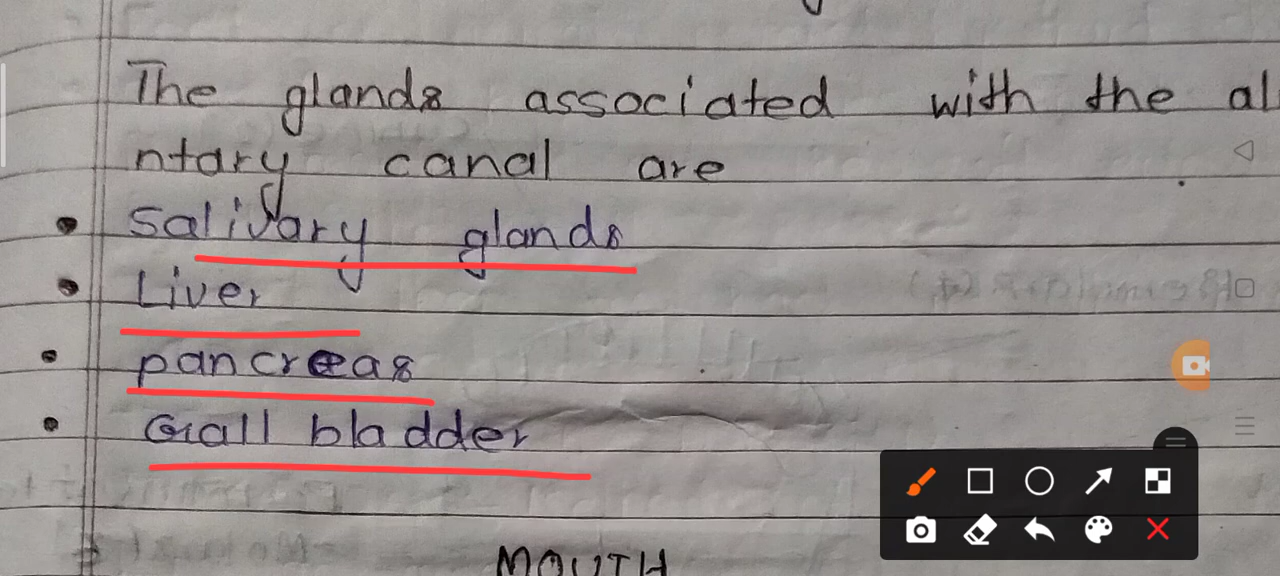 The glands associated with the al
ntary canal are
• Salivary glands
• Liver
• pancreas
• Gall bladder
MOUTH